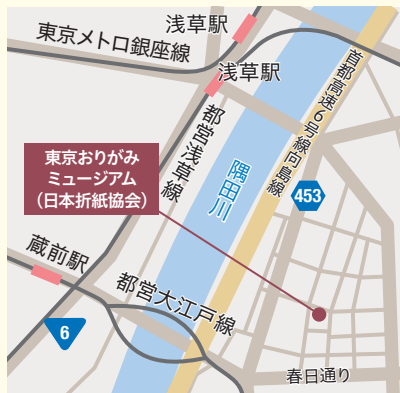 浅草駅
東京メトロ銀座線
浅草駅
首都高速6号線向島線
都営浅草線
東京おりがみ
ミュージアム
(日本折紙協会)
隅田川
453
蔵前駅
都営大江戸線
6
春日通り